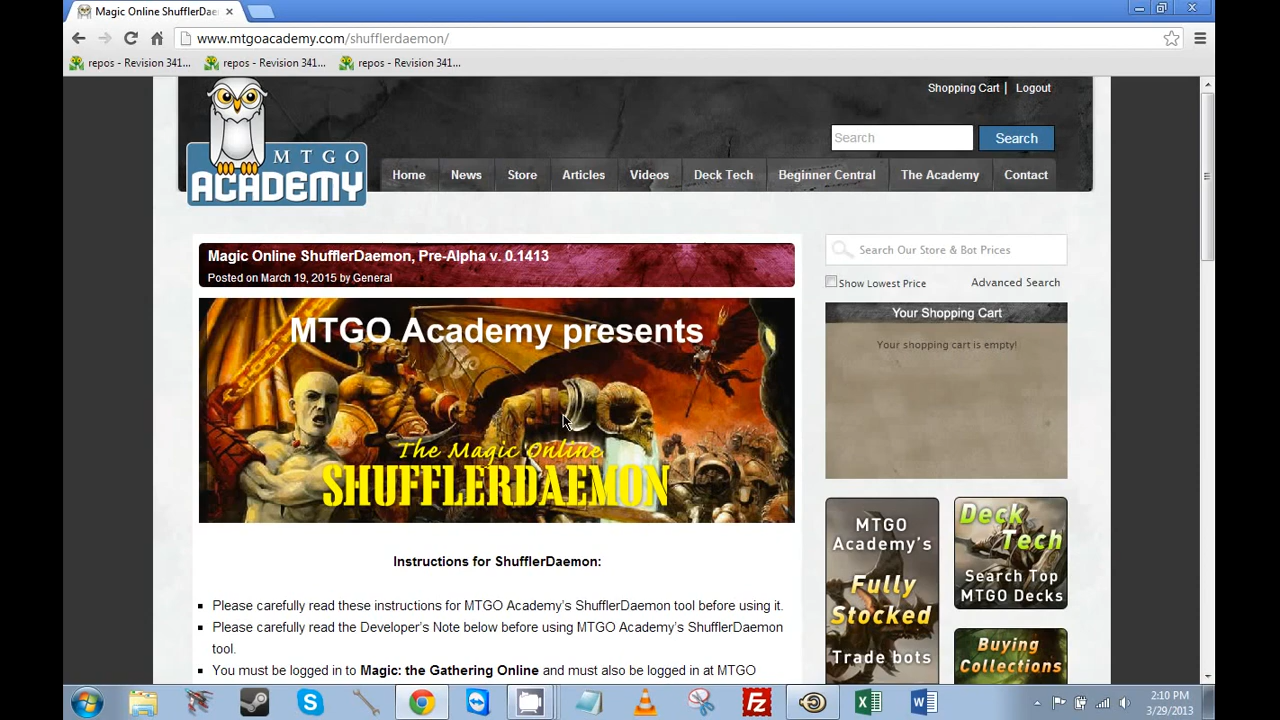 Magic Online ShufflerDae
www.mtgoacademy.com/shufflerdaemon/
repos - Revision 341... repos - Revision 341... repos - Revision 341...
Shopping Cart | Logout
Search Search
MTGO
ACADEMY
Home News Store Articles Videos Deck Tech Beginner Central The Academy Contact
Magic Online ShufflerDaemon, Pre-Alpha v. 0.1413
Posted on March 19, 2015 by General
MTGO Academy presents
The Magic Online
SHUFFLERDAEMON
Instructions for ShufflerDaemon:
Please carefully read these instructions for MTGO Academy's ShufflerDaemon tool before using it.
Please carefully read the Developer's Note below before using MTGO Academy's ShufflerDaemon
tool.
You must be logged in to Magic: the Gathering Online and must also be logged in at MTGO
Search Our Store & Bot Prices
Show Lowest Price Advanced Search
Your Shopping Cart
Your shopping cart is empty!
MTGO
Academy's
Fully
Stocked
Trade bots
Deck
Tech
Search Top
MTGO Decks
Buying
Collections
2:10 PM
3/29/2013